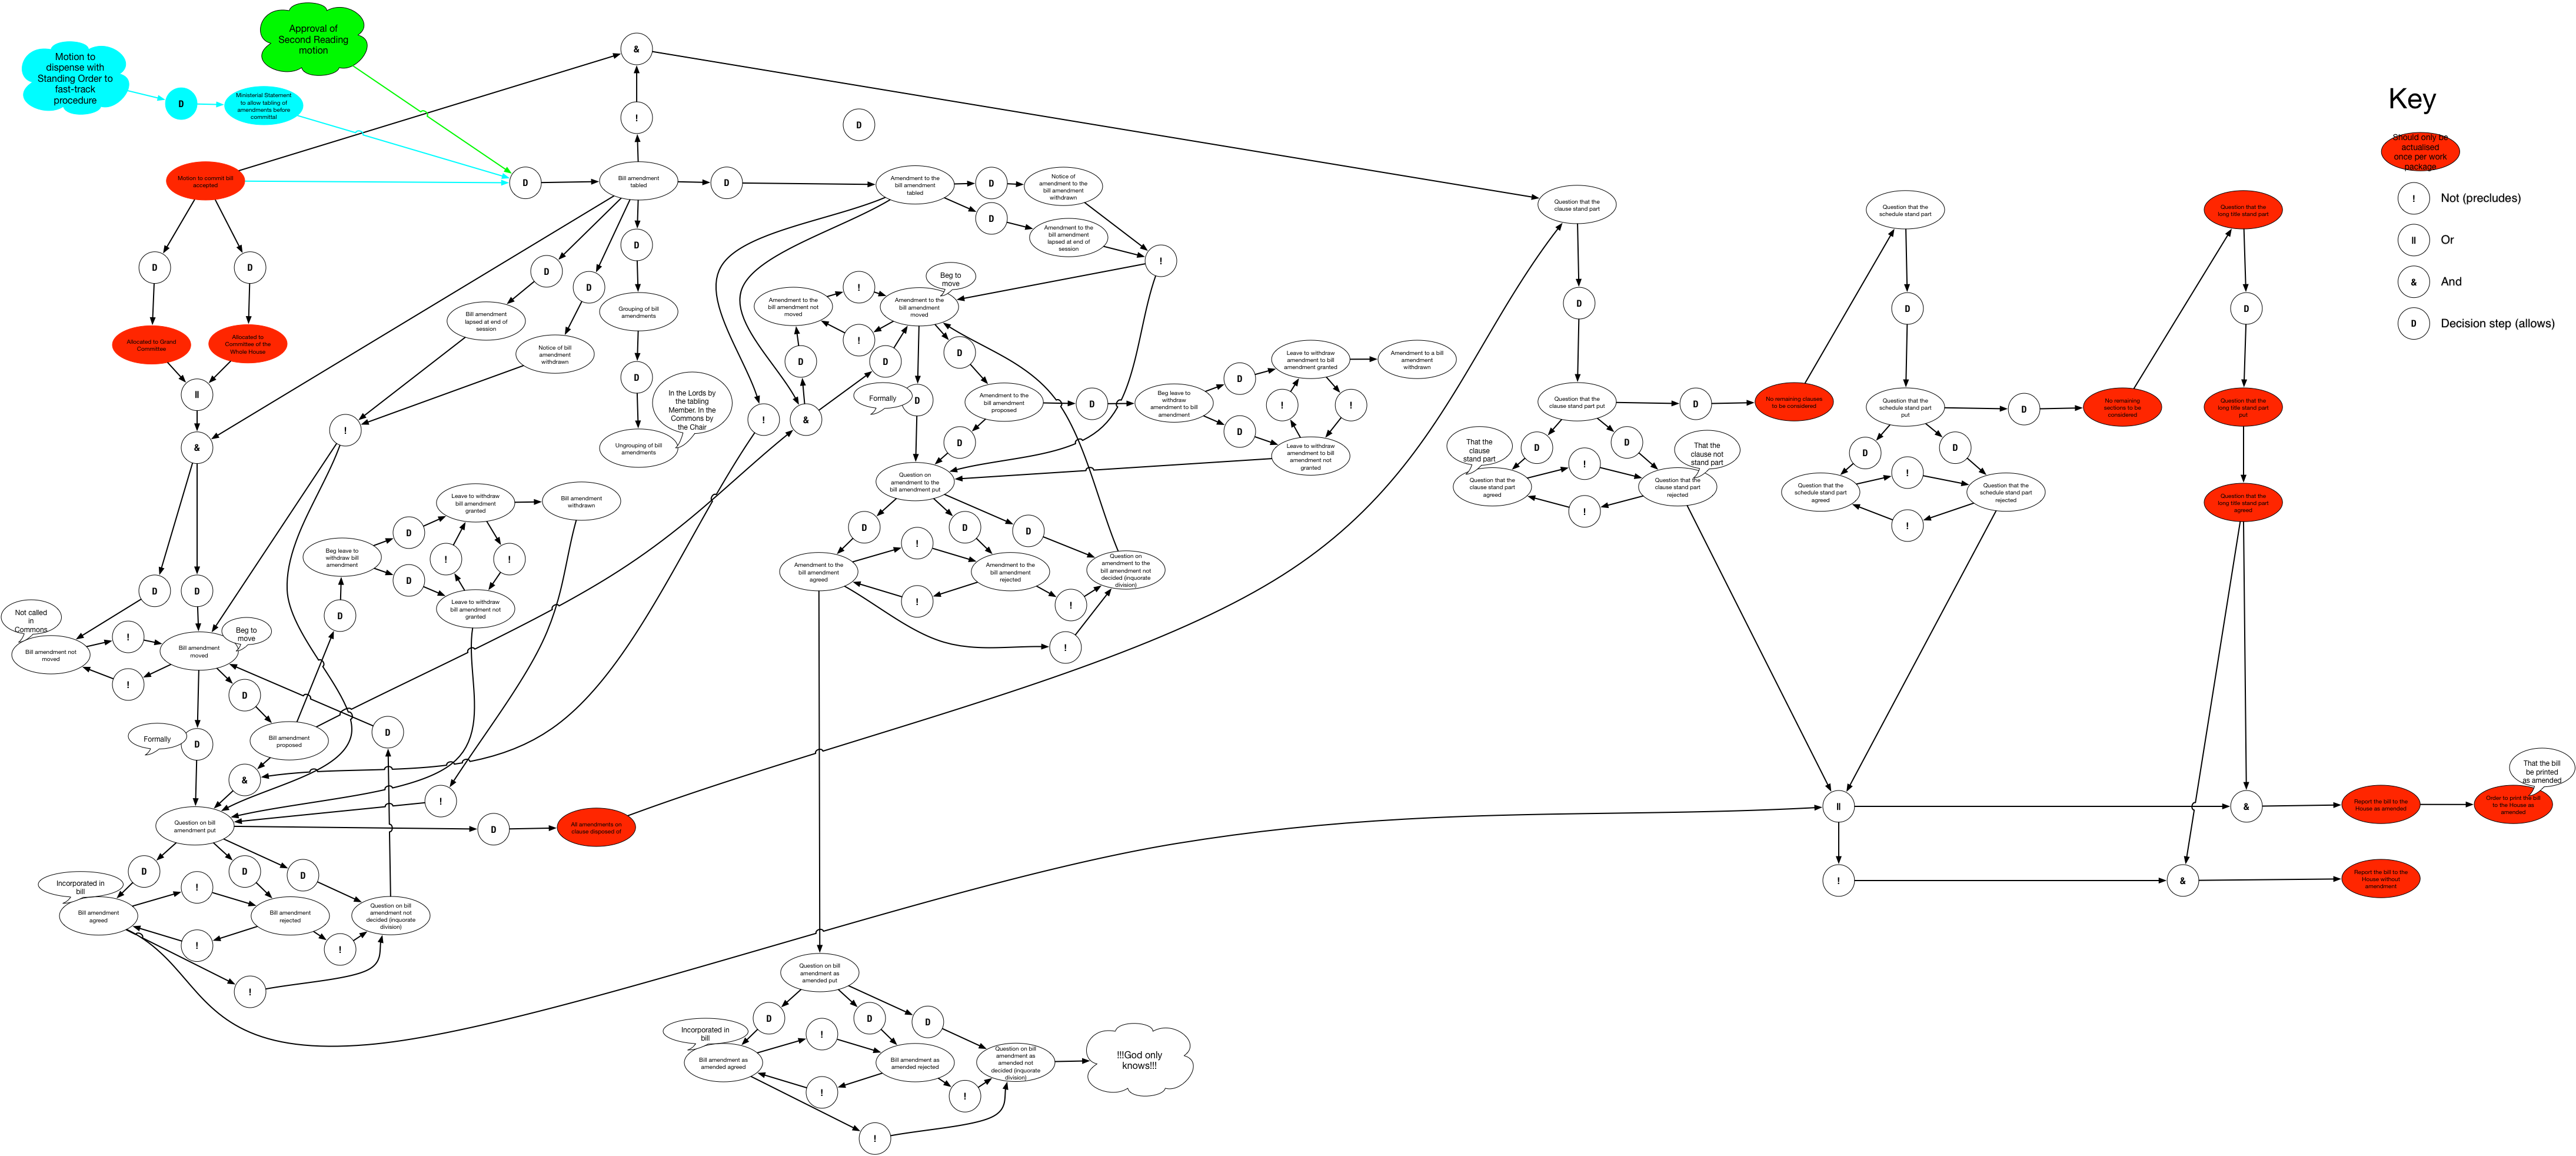 Approval of
Second Reading
motion
Motion to
dispense with
Standing Order to
fast-track
procedure
D
Ministerial Statement
to allow tabling of
amendments before
committal
&
!
D
Key
Should only be
actualised
once per work
package
!
Not (precludes)
||
Or
&
And
D
Decision step (allows)
Motion to commit bill
accepted
D
Bill amendment
tabled
D
Amendment to the
bill amendment
tabled
D
Notice of
amendment to the
bill amendment
withdrawn
D
Amendment to the
bill amendment
lapsed at end of
session
!
Question that the
clause stand part
Question that the
schedule stand part
Question that the
long title stand part
D
D
Allocated to Grand
Committee
Allocated to
Committee of the
Whole House
||
&
D
Bill amendment
lapsed at end of
session
D
Notice of bill
amendment
withdrawn
D
Grouping of bill
amendments
D
Ungrouping of bill
amendments
In the Lords by
the tabling
Member. In the
Commons by
the Chair
!
!
&
Amendment to the
bill amendment not
moved
!
!
Beg to
move
Amendment to the
bill amendment
moved
D
D
D
Formally
D
Amendment to the
bill amendment
proposed
D
D
Beg leave to
withdraw
amendment to bill
amendment
D
D
Leave to withdraw
amendment to bill
amendment granted
Amendment to a bill
amendment
withdrawn
!
!
Leave to withdraw
amendment to bill
amendment not
granted
Question on
amendment to the
bill amendment put
D
D
D
Amendment to the
bill amendment
agreed
!
!
Amendment to the
bill amendment
rejected
!
Question on
amendment to the
bill amendment not
decided (inquorate
division)
!
D
Question that the
clause stand part put
D
No remaining clauses
to be considered
D
D
That the
clause
stand part
That the
clause not
stand part
Question that the
clause stand part
agreed
!
!
Question that the
clause stand part
rejected
D
Question that the
schedule stand part
put
D
No remaining
sections to be
considered
D
D
Question that the
schedule stand part
agreed
!
!
Question that the
schedule stand part
rejected
D
Question that the
long title stand part
put
Question that the
long title stand part
agreed
Leave to withdraw
bill amendment
granted
Bill amendment
withdrawn
Beg leave to
withdraw bill
amendment
D
D
!
!
Leave to withdraw
bill amendment not
granted
D
D
D
Not called
in
Commons
Bill amendment not
moved
!
!
Bill amendment
moved
Beg to
move
D
Formally
D
Bill amendment
proposed
D
&
!
Question on bill
amendment put
D
All amendments on
clause disposed of
D
D
D
Incorporated in
bill
Bill amendment
agreed
!
!
Bill amendment
rejected
!
Question on bill
amendment not
decided (inquorate
division)
!
||
&
Report the bill to the
House as amended
That the bill
be printed
as amended
Order to print the bill
to the House as
amended
!
&
Report the bill to the
House without
amendment
Question on bill
amendment as
amended put
D
D
D
Incorporated in
bill
Bill amendment as
amended agreed
!
!
Bill amendment as
amended rejected
!
Question on bill
amendment as
amended not
decided (inquorate
division)
!!!God only
knows!!!
!